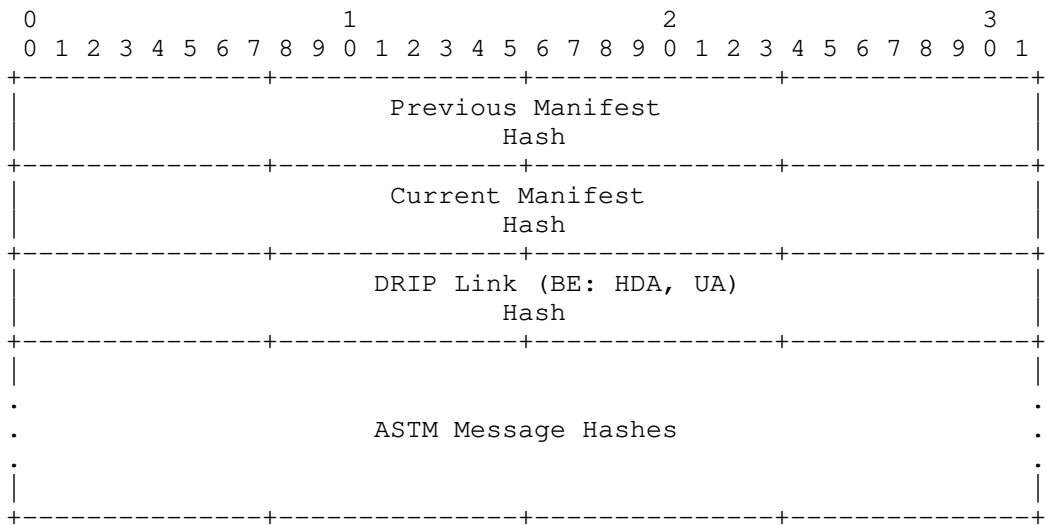 0                   1                   2                   3
0 1 2 3 4 5 6 7 8 9 0 1 2 3 4 5 6 7 8 9 0 1 2 3 4 5 6 7 8 9 0 1
+---------------+---------------+---------------+---------------+
| Previous Manifest |
| Hash |
+---------------+---------------+---------------+---------------+
| Current Manifest |
| Hash |
+---------------+---------------+---------------+---------------+
| DRIP Link (BE: HDA, UA) |
| Hash |
+---------------+---------------+---------------+---------------+
| |
. .
. ASTM Message Hashes .
. .
| |
+---------------+---------------+---------------+---------------+